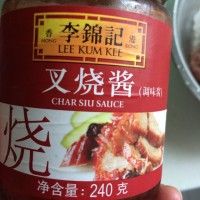 香 李錦記 港
HONG LEE KUM KEE KONG
叉烧酱(调味酱)
CHAR SIU SAUCE
烧
净含量:240克